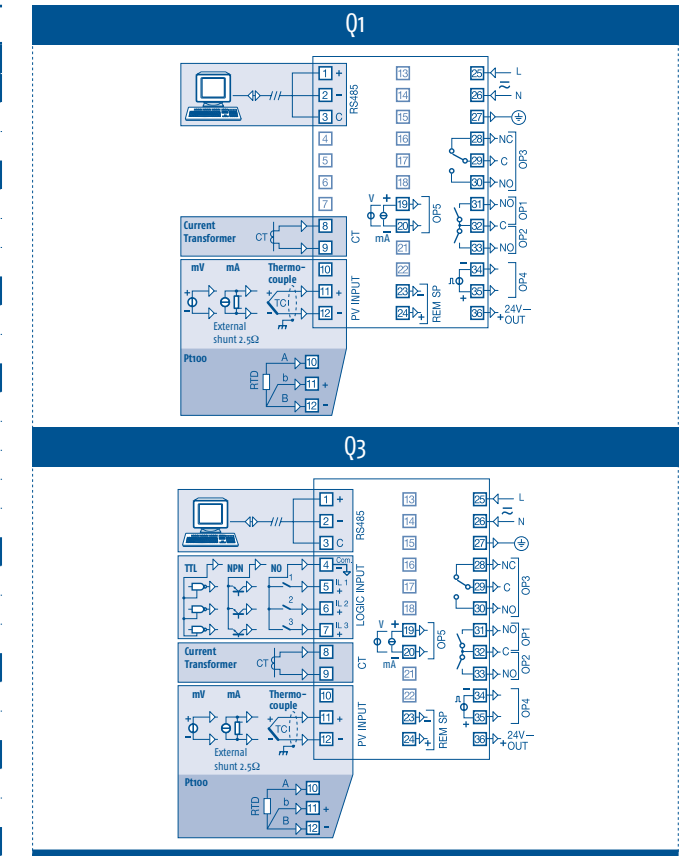 Q1
1 + 13 25 L
2 - 14 26 N
3 C 15 27
RS485
4 16 28 NC
5 17 29 C
6 18 30 NO
OP3
7 V + 19 31 NO
OP1
Current
Transformer CT 8 20 32 C
mA -
OP5
CT
9 21 33 NO
OP2
mV mA Thermo-
couple
10 22 34 -
11 + 23 - 35 +
OP4
TC
12 - 24 + 36 + 24V
OUT
PV INPUT
REM SP
External
shunt 2.5Ω
Pt100
RTD
A 10
b 11 +
B 12 -
Q3
1 + 13 25 L
2 - 14 26 N
3 C 15 27
RS485
TTL NPN NO 4 Com. - 16 28 NC
1 5 IL 1 + 17 29 C
2 6 IL 2 + 18 30 NO
OP3
3 7 IL 3 + V + 19 31 NO
LOGIC INPUT
OP1
Current
Transformer CT 8 20 32 C
mA -
OP5
CT
9 21 33 NO
OP2
mV mA Thermo-
couple
10 22 34 -
11 + 23 - 35 +
OP4
TC
12 - 24 + 36 + 24V
OUT
PV INPUT
REM SP
External
shunt 2.5Ω
Pt100
RTD
A 10
b 11 +
B 12 -